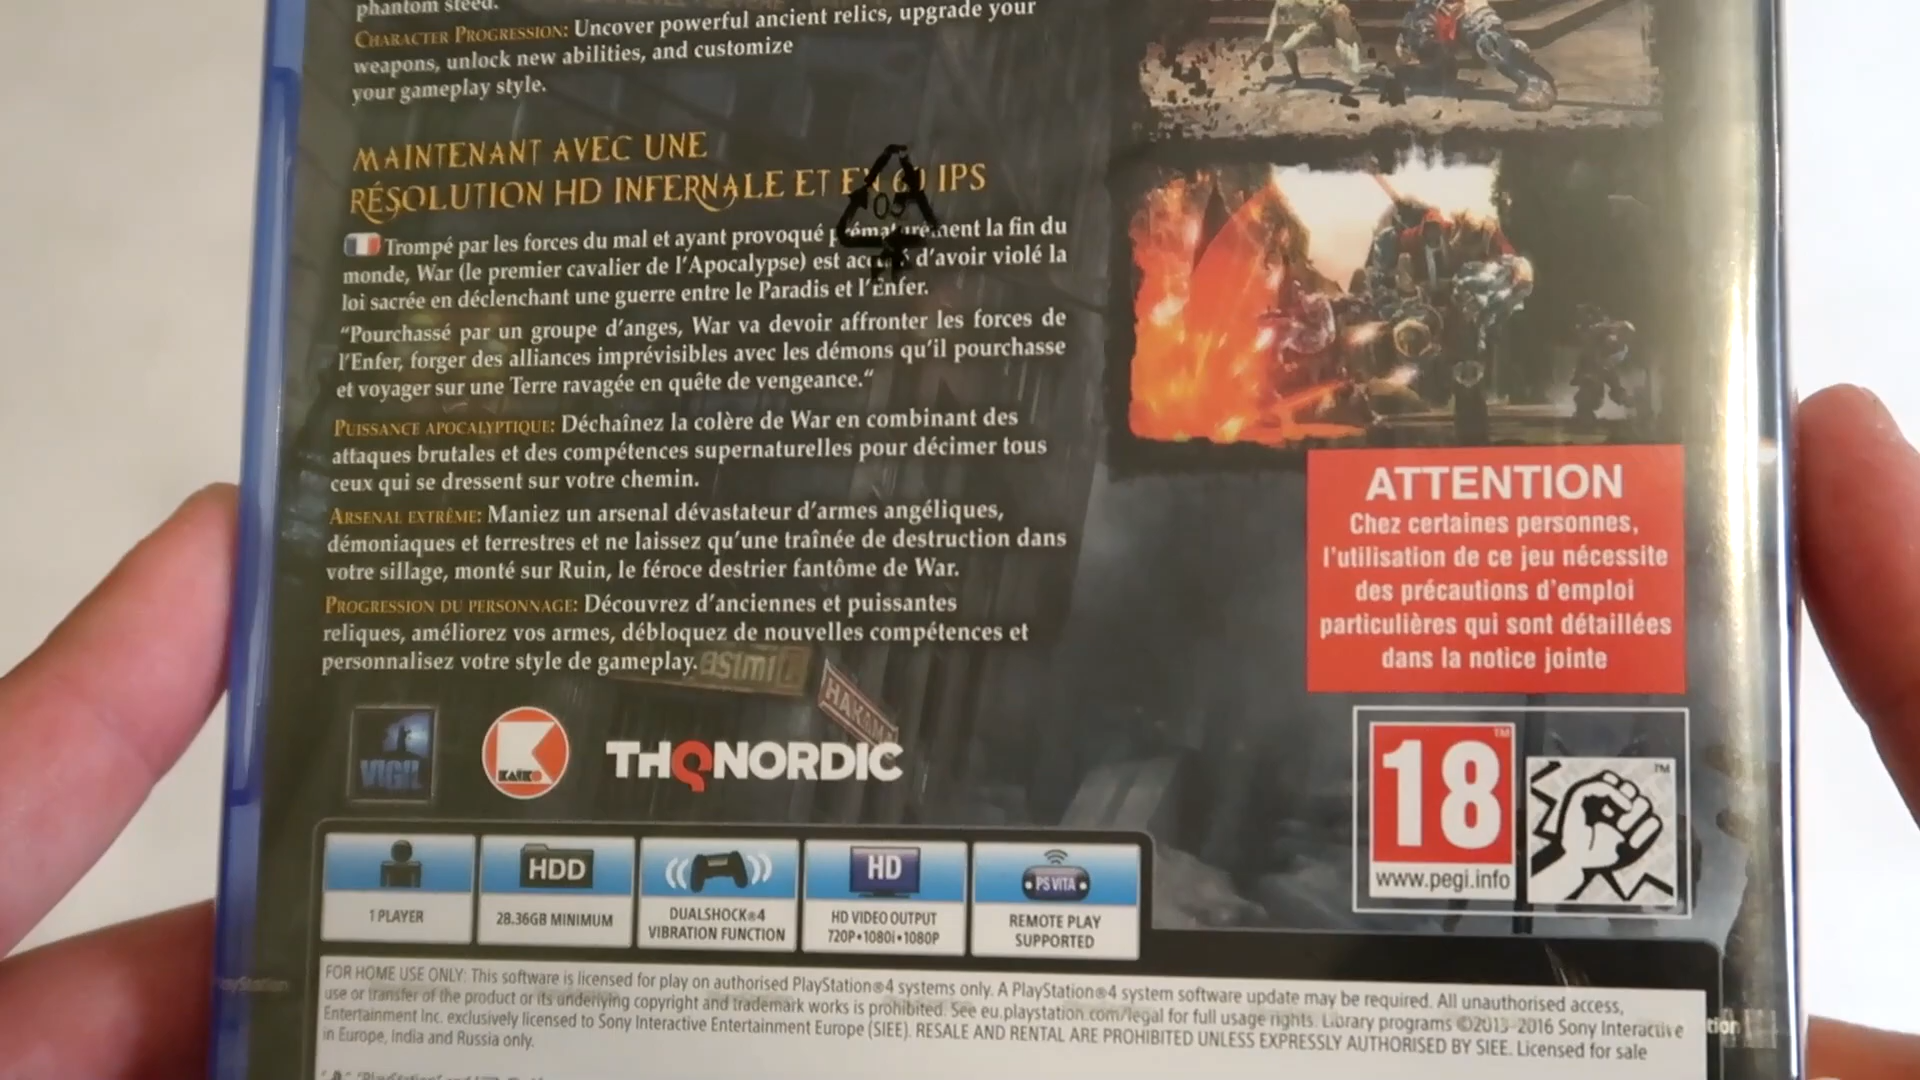 phantom steed.
CHARACTER PROGRESSION: Uncover powerful ancient relics, upgrade your
weapons, unlock new abilities, and customize
your gameplay style.
MAINTENANT AVEC UNE
RÉSOLUTION HD INFERNALE ET EN 60 IPS
05
Trompé par les forces du mal et ayant provoqué prématurément la fin du
monde, War (le premier cavalier de l'Apocalypse) est accusé d'avoir violé la
loi sacrée en déclenchant une guerre entre le Paradis et l'Enfer.
“Pourchassé par un groupe d'anges, War va devoir affronter les forces de
l'Enfer, forger des alliances imprévisibles avec les démons qu'il pourchasse
et voyager sur une Terre ravagée en quête de vengeance.“
PUISSANCE APOCALYPTIQUE: Déchaînez la colère de War en combinant des
attaques brutales et des compétences supernaturelles pour décimer tous
ceux qui se dressent sur votre chemin.
ARSENAL EXTRÊME: Maniez un arsenal dévastateur d'armes angéliques,
démoniaques et terrestres et ne laissez qu'une traînée de destruction dans
votre sillage, monté sur Ruin, le féroce destrier fantôme de War.
PROGRESSION DU PERSONNAGE: Découvrez d'anciennes et puissantes
reliques, améliorez vos armes, débloquez de nouvelles compétences et
personnalisez votre style de gameplay.
ATTENTION
Chez certaines personnes,
l'utilisation de ce jeu nécessite
des précautions d'emploi
particulières qui sont détaillées
dans la notice jointe
VIGIL
KAIKO
THQNORDIC
18™
www.pegi.info
™
HDD
HD
PS VITA
1 PLAYER
28.36GB MINIMUM
DUALSHOCK®4
VIBRATION FUNCTION
HD VIDEO OUTPUT
720P•1080i•1080P
REMOTE PLAY
SUPPORTED
FOR HOME USE ONLY: This software is licensed for play on authorised PlayStation®4 systems only. A PlayStation®4 system software update may be required. All unauthorised access,
use or transfer of the product or its underlying copyright and trademark works is prohibited. See eu.playstation.com/legal for full usage rights. Library programs ©2013-2016 Sony Interactive
Entertainment Inc. exclusively licensed to Sony Interactive Entertainment Europe (SIEE). RESALE AND RENTAL ARE PROHIBITED UNLESS EXPRESSLY AUTHORISED BY SIEE. Licensed for sale
in Europe, India and Russia only.